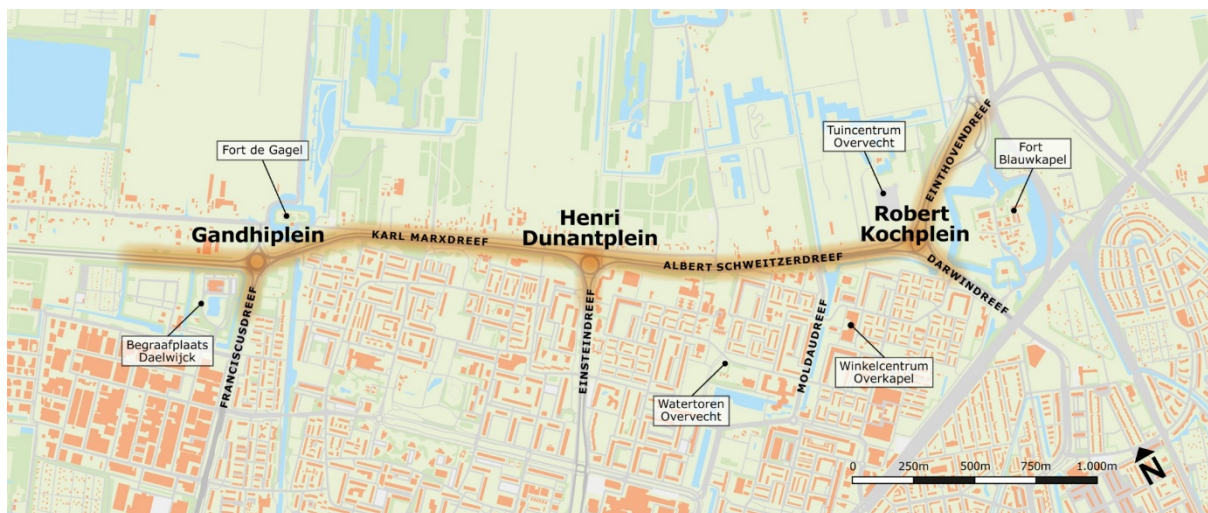 Tuincentrum
Overvecht
Fort de Gagel
Fort
Blauwkapel
EINTHOVENDREEF
Gandhiplein
KARL MARXDREEF
Henri
Dunantplein
Robert
Kochplein
ALBERT SCHWEITZERDREEF
DARWINDREEF
Begraafplaats
Daelwijck
FRANCISCUSDREEF
EINSTEINDREEF
MOLDAUDREEF
Winkelcentrum
Overkapel
Watertoren
Overvecht
0 250m 500m 750m 1.000m
N